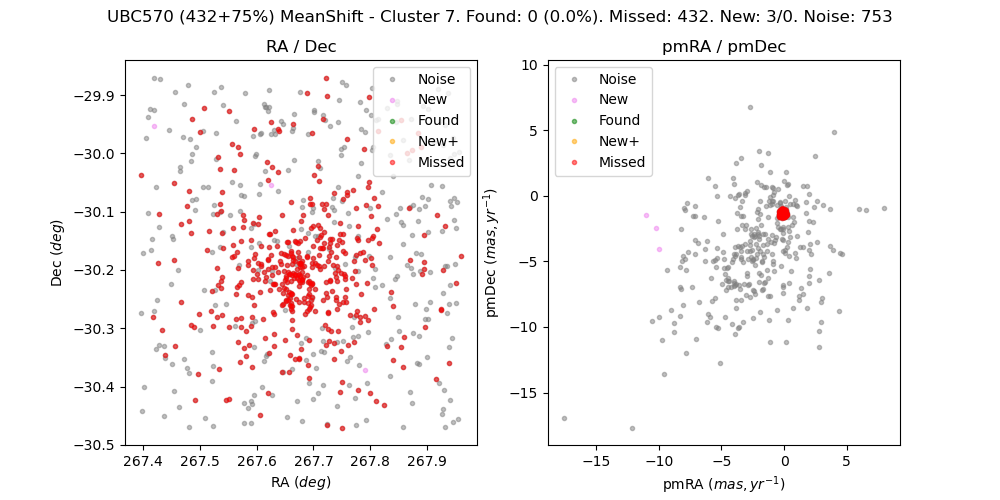 UBC570 (432+75%) MeanShift - Cluster 7. Found: 0 (0.0%). Missed: 432. New: 3/0. Noise: 753
RA / Dec
Dec (deg)
−29.9
−30.0
−30.1
−30.2
−30.3
−30.4
−30.5
267.4 267.5 267.6 267.7 267.8 267.9
RA (deg)
Noise
New
Found
New+
Missed
pmRA / pmDec
pmDec (mas, yr⁻¹)
10
5
0
−5
−10
−15
−15 −10 −5 0 5
pmRA (mas, yr⁻¹)
Noise
New
Found
New+
Missed